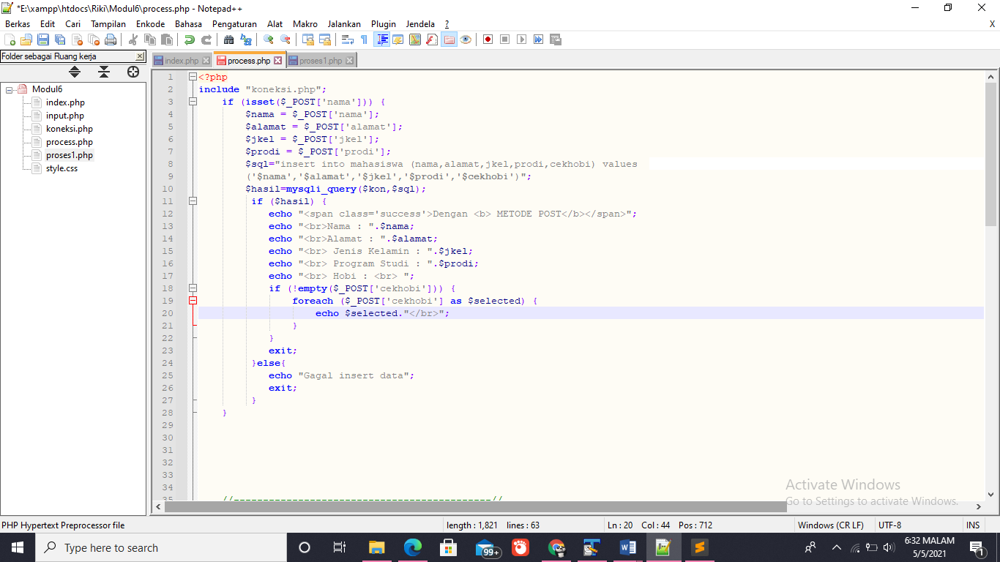 *E:\xampp\htdocs\Riki\Modul6\process.php - Notepad++
Berkas Edit Cari Tampilan Enkode Bahasa Pengaturan Alat Makro Jalankan Plugin Jendela ? X
Folder sebagai Ruang kerja
index.php process.php proses1.php
Modul6
index.php
input.php
koneksi.php
process.php
proses1.php
style.css
1 <?php
2 include "koneksi.php";
3 if (isset($_POST['nama'])) {
4 $nama = $_POST['nama'];
5 $alamat = $_POST['alamat'];
6 $jkel = $_POST['jkel'];
7 $prodi = $_POST['prodi'];
8 $sql="insert into mahasiswa (nama,alamat,jkel,prodi,cekhobi) values
9 ('$nama','$alamat','$jkel','$prodi','$cekhobi')";
10 $hasil=mysqli_query($kon,$sql);
11 if ($hasil) {
12 echo "<span class='success'>Dengan <b> METODE POST</b></span>";
13 echo "<br>Nama : ".$nama;
14 echo "<br>Alamat : ".$alamat;
15 echo "<br> Jenis Kelamin : ".$jkel;
16 echo "<br> Program Studi : ".$prodi;
17 echo "<br> Hobi : <br> ";
18 if (!empty($_POST['cekhobi'])) {
19 foreach ($_POST['cekhobi'] as $selected) {
20 echo $selected."</br>";
21 }
22 }
23 exit;
24 }else{
25 echo "Gagal insert data";
26 exit;
27 }
28 }
29
30
31
32
33
34
35 //--------------------------------------------//
Activate Windows
Go to Settings to activate Windows.
PHP Hypertext Preprocessor file length : 1,821 lines : 63 Ln : 20 Col : 44 Pos : 712 Windows (CR LF) UTF-8 INS
Type here to search
99+
6:32 MALAM
5/5/2021
1